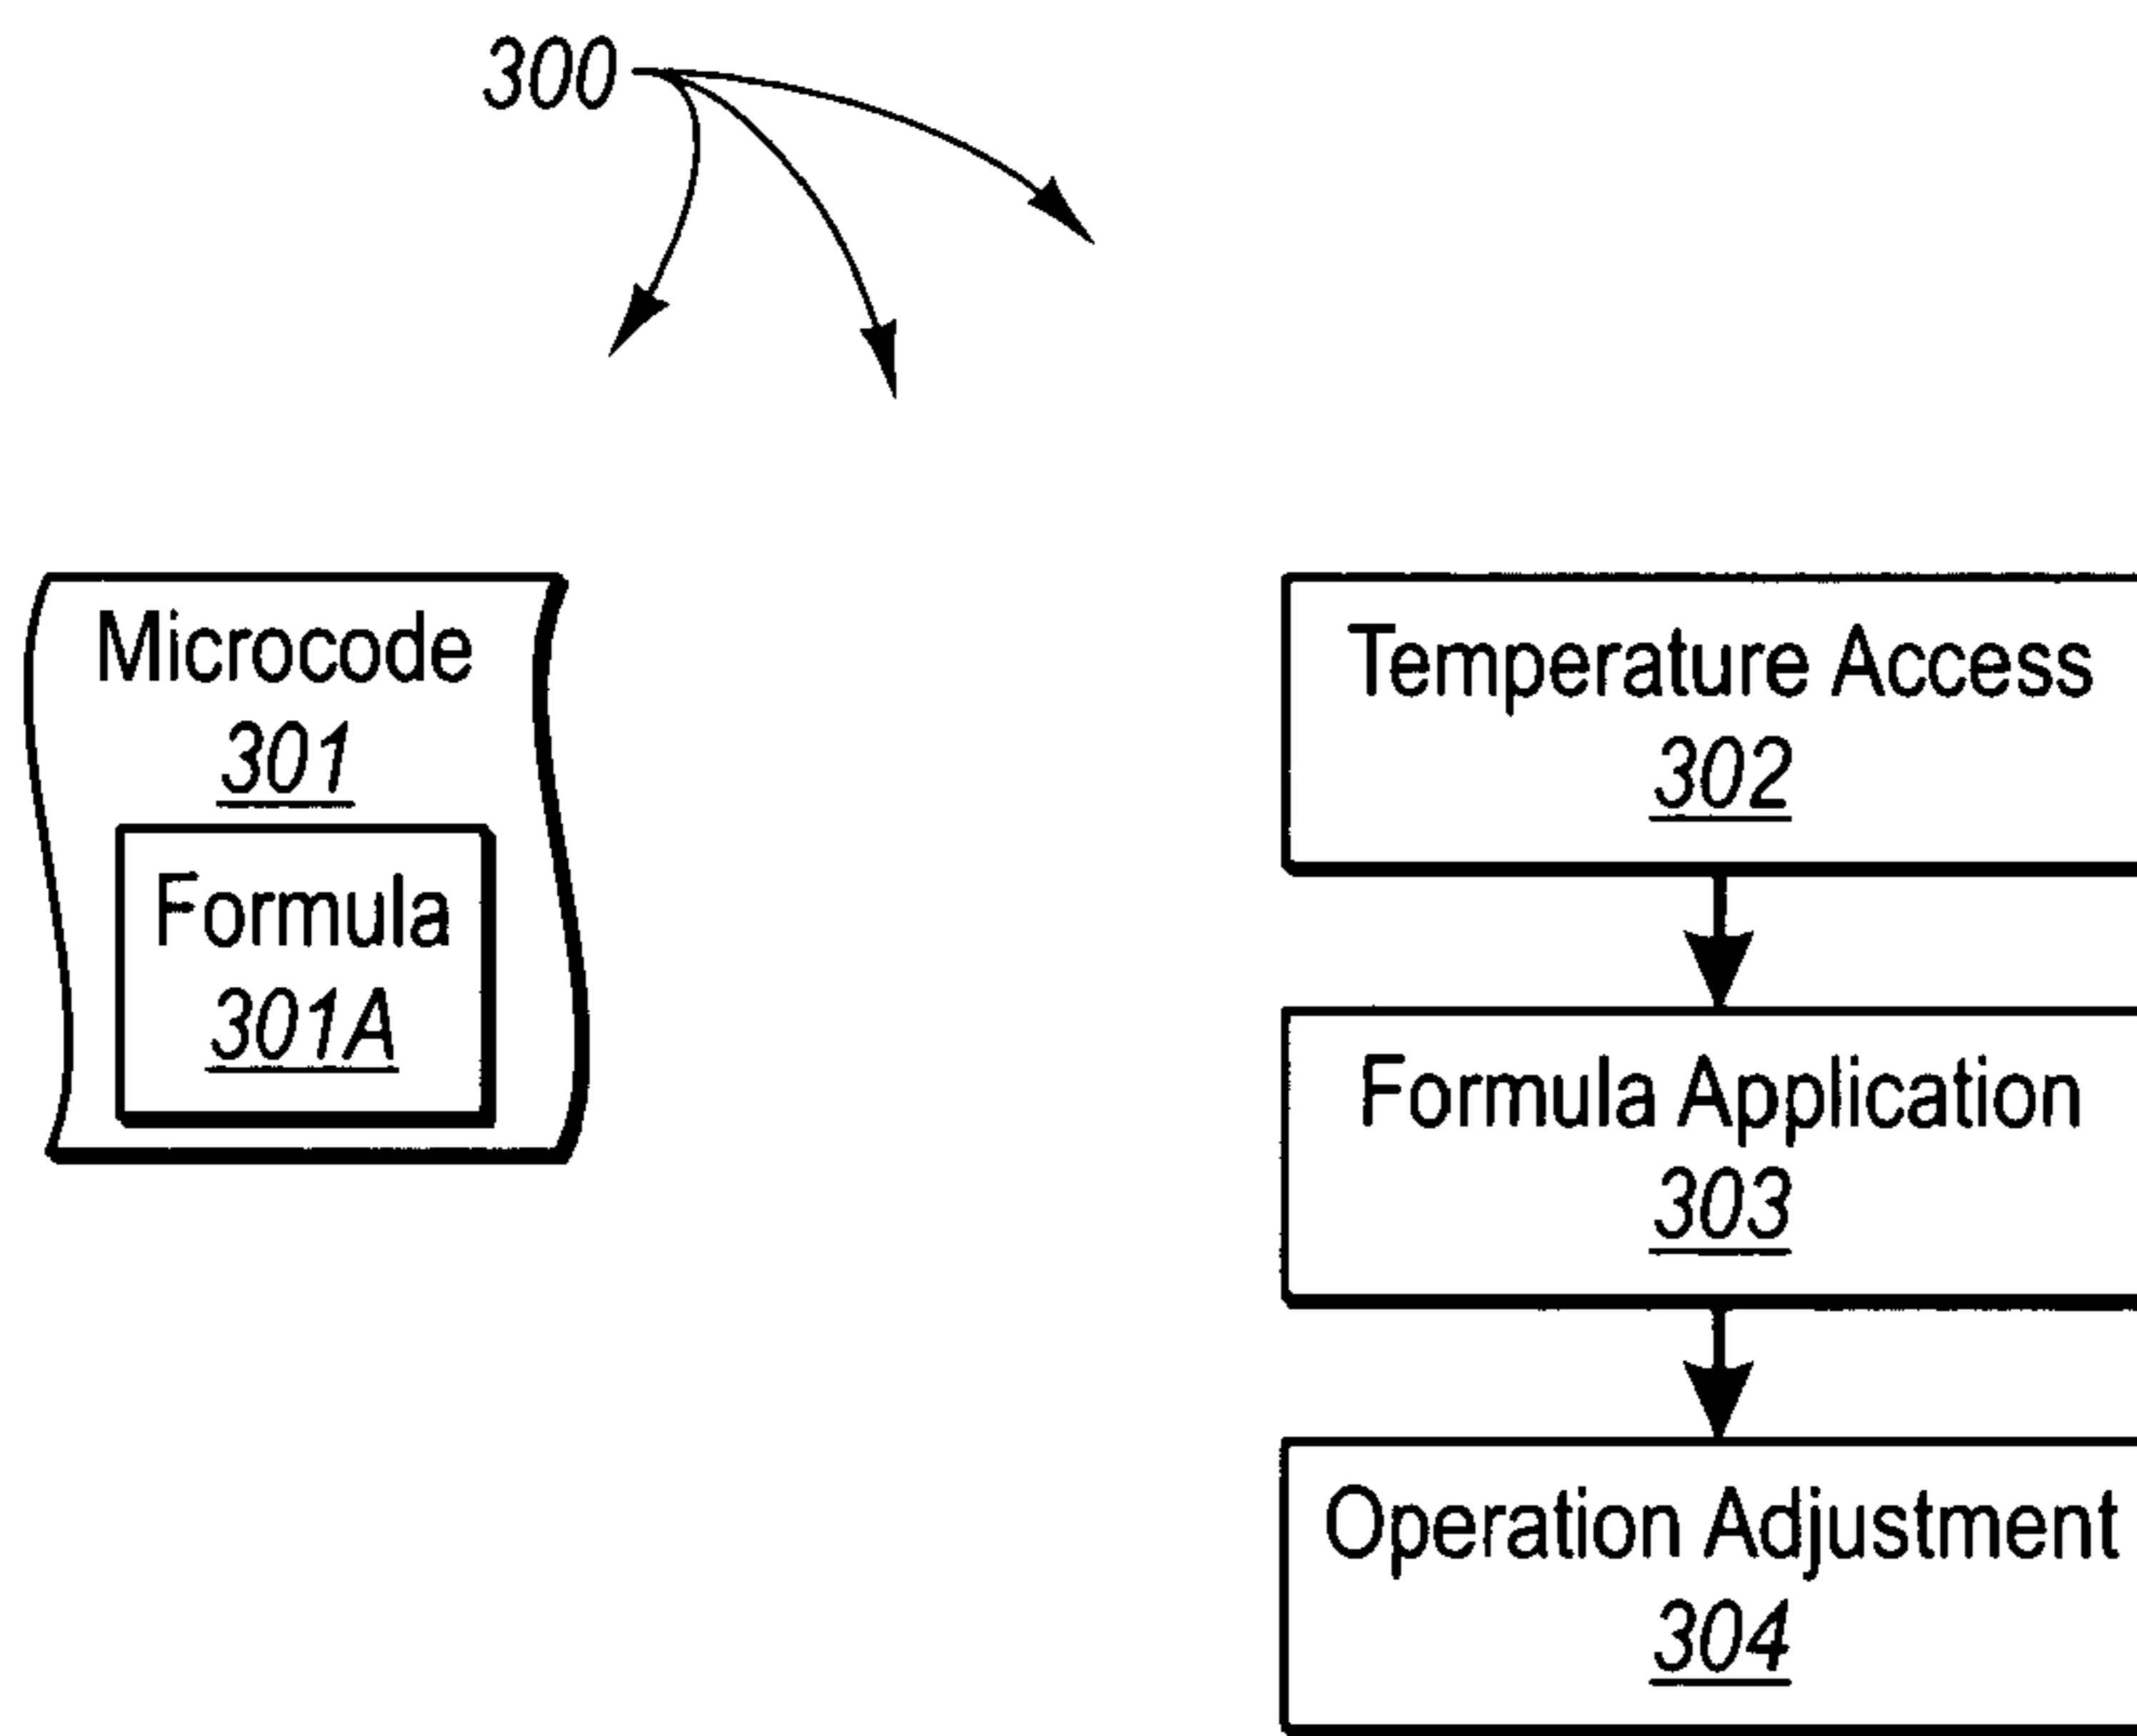 300
Microcode
301
Formula
301A
Temperature Access
302
Formula Application
303
Operation Adjustment
304